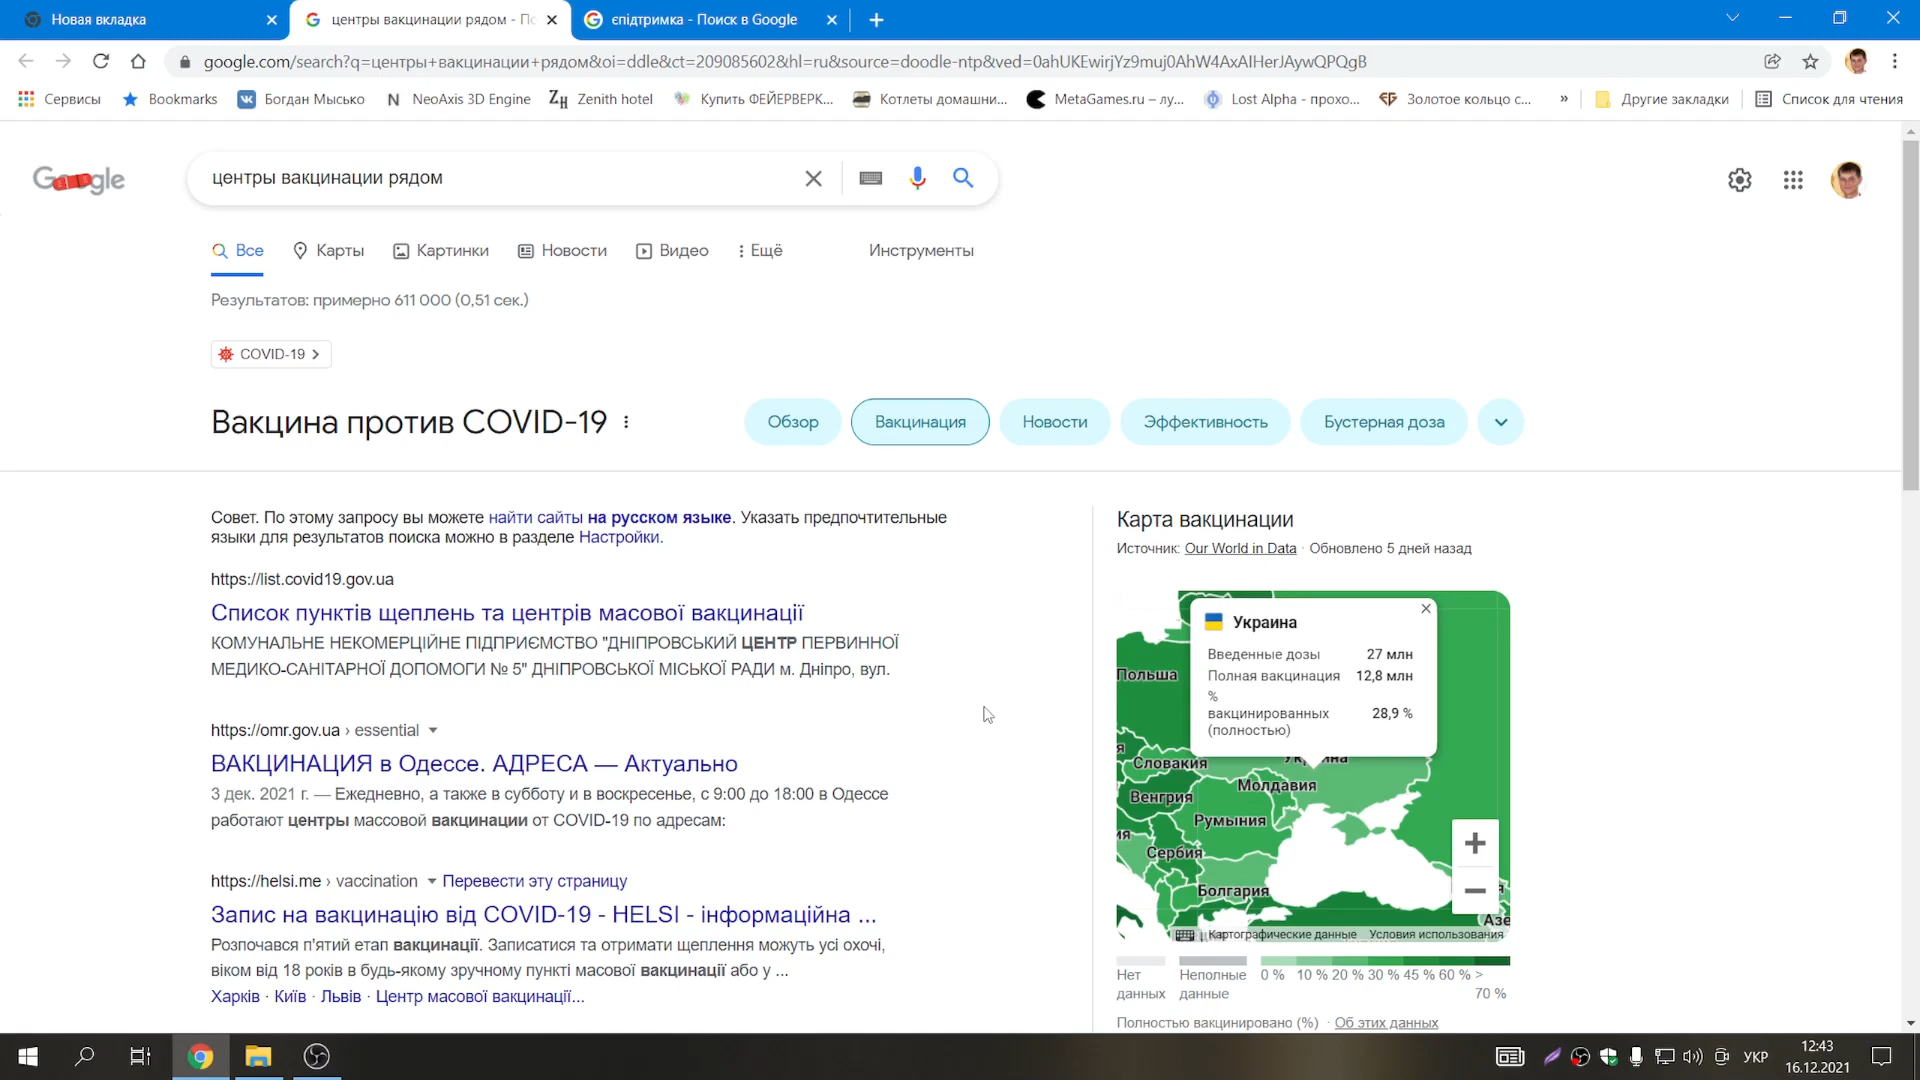 Новая вкладка
центры вакцинации рядом - По
єпідтримка - Поиск в Google
google.com/search?q=центры+вакцинации+рядом&oi=ddle&ct=209085602&hl=ru&source=doodle-ntp&ved=0ahUKEwirjYz9muj0AhW4AxAIHerJAywQPQgB
Сервисы
Bookmarks
Богдан Мысько
NeoAxis 3D Engine
Zenith hotel
Купить ФЕЙЕРВЕРК...
Котлеты домашни...
MetaGames.ru – лу...
Lost Alpha - прохо...
Золотое кольцо с...
»
Другие закладки
Список для чтения
Google
центры вакцинации рядом
Все
Карты
Картинки
Новости
Видео
Ещё
Инструменты
Результатов: примерно 611 000 (0,51 сек.)
COVID-19
Вакцина против COVID-19
Обзор
Вакцинация
Новости
Эффективность
Бустерная доза
Совет. По этому запросу вы можете найти сайты на русском языке. Указать предпочтительные
языки для результатов поиска можно в разделе Настройки.
https://list.covid19.gov.ua
Список пунктів щеплень та центрів масової вакцинації
КОМУНАЛЬНЕ НЕКОМЕРЦІЙНЕ ПІДПРИЄМСТВО "ДНІПРОВСЬКИЙ ЦЕНТР ПЕРВИННОЇ
МЕДИКО-САНІТАРНОЇ ДОПОМОГИ № 5" ДНІПРОВСЬКОЇ МІСЬКОЇ РАДИ м. Дніпро, вул.
https://omr.gov.ua › essential
ВАКЦИНАЦИЯ в Одессе. АДРЕСА — Актуально
3 дек. 2021 г. — Ежедневно, а также в субботу и в воскресенье, с 9:00 до 18:00 в Одессе
работают центры массовой вакцинации от COVID-19 по адресам:
https://helsi.me › vaccination Перевести эту страницу
Запис на вакцинацію від COVID-19 - HELSI - інформаційна ...
Розпочався п'ятий етап вакцинації. Записатися та отримати щеплення можуть усі охочі,
віком від 18 років в будь-якому зручному пункті масової вакцинації або у ...
Харків · Київ · Львів · Центр масової вакцинації...
Карта вакцинации
Источник: Our World in Data · Обновлено 5 дней назад
Украина
Введенные дозы 27 млн
Полная вакцинация 12,8 млн
%
вакцинированных 28,9 %
(полностью)
Польша
Словакия
Украина
Венгрия
Молдавия
Румыния
ия
Сербия
Болгария
Азе
Картографические данные Условия использования
Нет
данных
Неполные
данные
0 % 10 % 20 % 30 % 45 % 60 % >
70 %
Полностью вакцинировано (%) · Об этих данных
УКР
12:43
16.12.2021